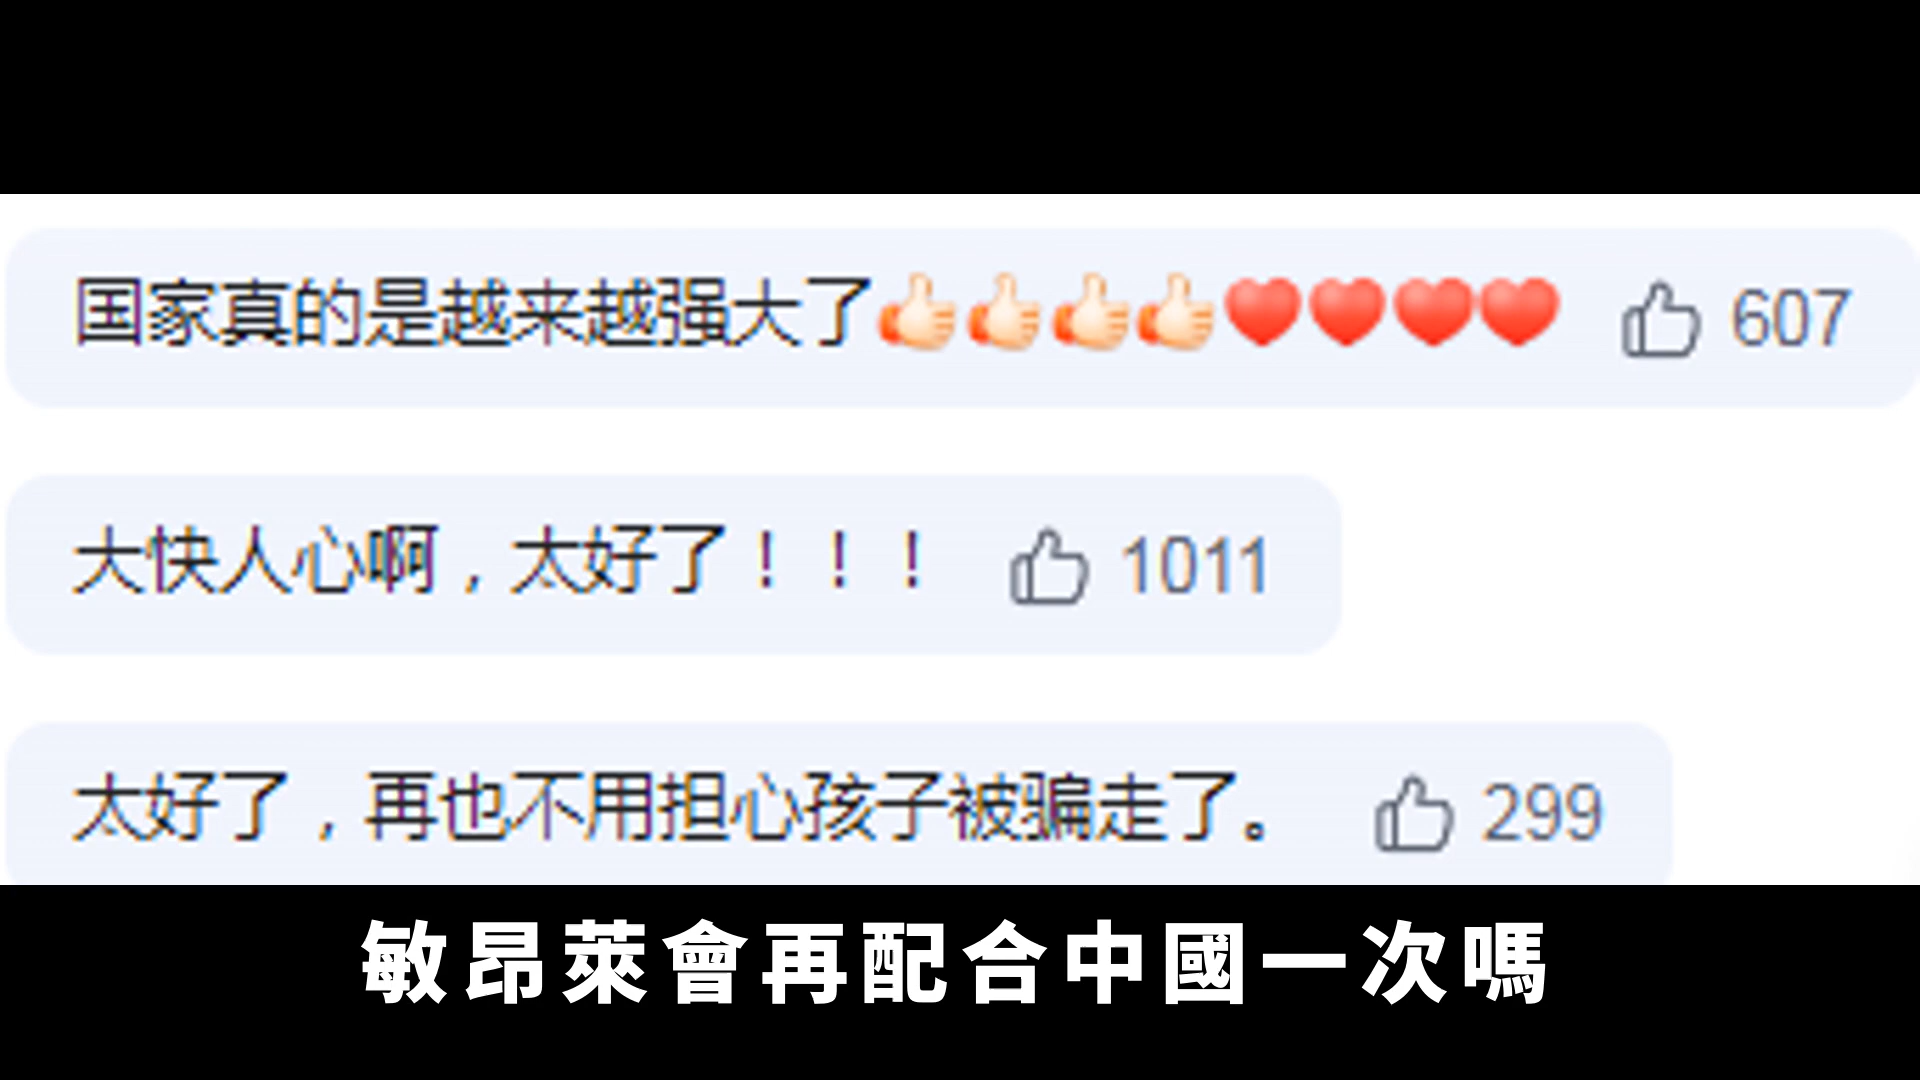 国家真的是越来越强大了👍🏻👍🏻👍🏻👍🏻❤️❤️❤️❤️ 607
大快人心啊，太好了！！！ 1011
太好了，再也不用担心孩子被骗走了。 299
敏昂萊會再配合中國一次嗎